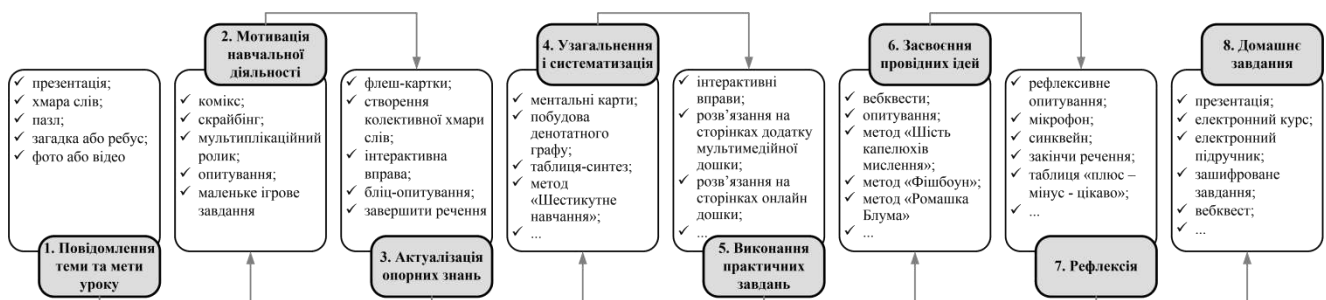 презентація;
хмара слів;
пазл;
загадка або ребус;
фото або відео
1. Повідомлення
теми та мети
уроку
2. Мотивація
навчальної
діяльності
комікс;
скрайбінг;
мультиплікаційний
ролик;
опитування;
маленьке ігрове
завдання
флеш-картки;
створення
колективної хмари
слів;
інтерактивна
вправа;
бліц-опитування;
завершити речення
3. Актуалізація
опорних знань
4. Узагальнення
і систематизація
ментальні карти;
побудова
денотатного
графу;
таблиця-синтез;
метод
«Шестикутне
навчання»;
...
інтерактивні
вправи;
розв’язання на
сторінках додатку
мультимедійної
дошки;
розв’язання на
сторінках онлайн
дошки;
...
5. Виконання
практичних
завдань
6. Засвоєння
провідних ідей
вебквести;
опитування;
метод «Шість
капелюхів
мислення»;
метод «Фішбоун»;
метод «Ромашка
Блума»
...
рефлексивне
опитування;
мікрофон;
синквейн;
закінчи речення;
таблиця «плюс –
мінус - цікаво»;
...
7. Рефлексія
8. Домашнє
завдання
презентація;
електронний курс;
електронний
підручник;
зашифроване
завдання;
вебквест;
...